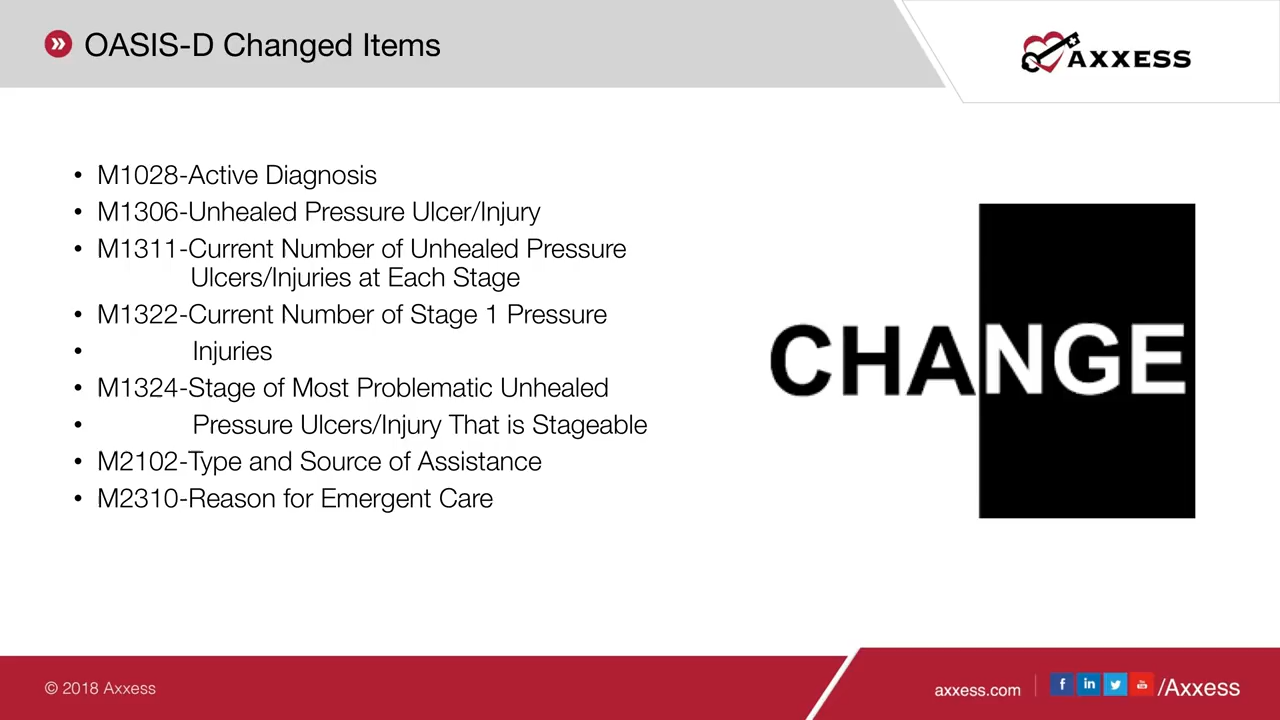 OASIS-D Changed Items
AXXESS
• M1028-Active Diagnosis
• M1306-Unhealed Pressure Ulcer/Injury
• M1311-Current Number of Unhealed Pressure
Ulcers/Injuries at Each Stage
• M1322-Current Number of Stage 1 Pressure
• Injuries
• M1324-Stage of Most Problematic Unhealed
• Pressure Ulcers/Injury That is Stageable
• M2102-Type and Source of Assistance
• M2310-Reason for Emergent Care
CHANGE
© 2018 Axxess
axxess.com
/Axxess